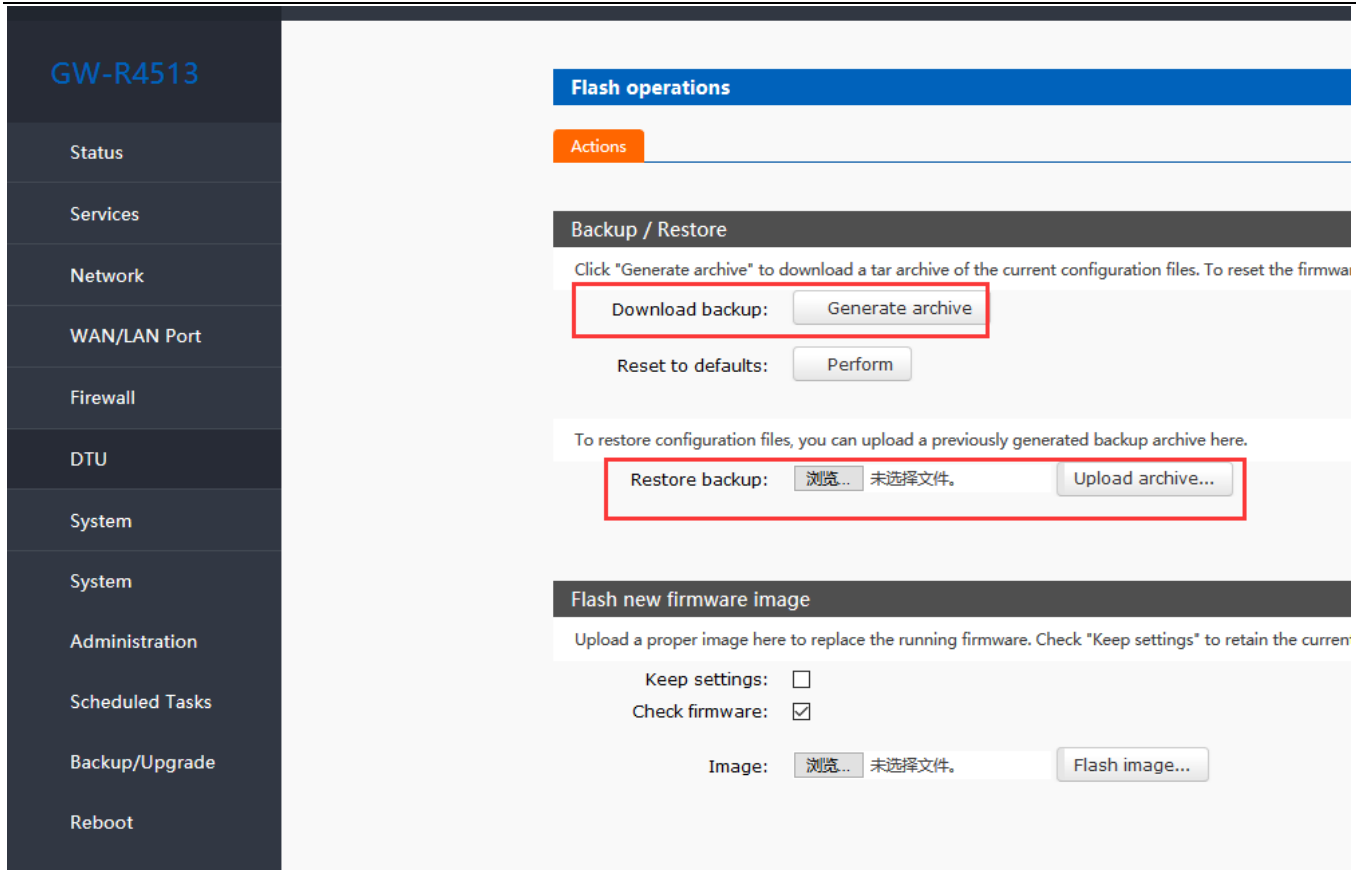 GW-R4513
Status
Services
Network
WAN/LAN Port
Firewall
DTU
System
System
Administration
Scheduled Tasks
Backup/Upgrade
Reboot
Flash operations
Actions
Backup / Restore
Click "Generate archive" to download a tar archive of the current configuration files. To reset the
Download backup: Generate archive
Reset to defaults: Perform
To restore configuration files, you can upload a previously generated backup archive here.
Restore backup: 浏览... 未选择文件。 Upload archive...
Flash new firmware image
Upload a proper image here to replace the running firmware. Check "Keep settings" to retain the
Keep settings:
Check firmware:
Image: 浏览... 未选择文件。 Flash image...